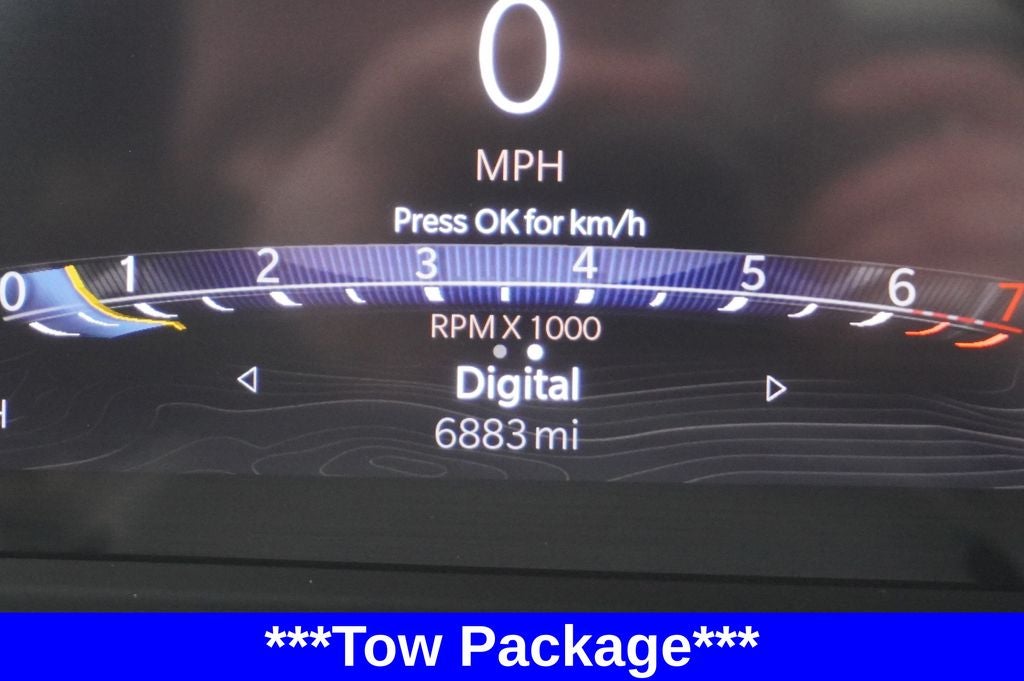 0
MPH
Press OK for km/h
0 1 2 3 4 5 6 7
RPM X 1000
Digital
H
6883 mi
***Tow Package***